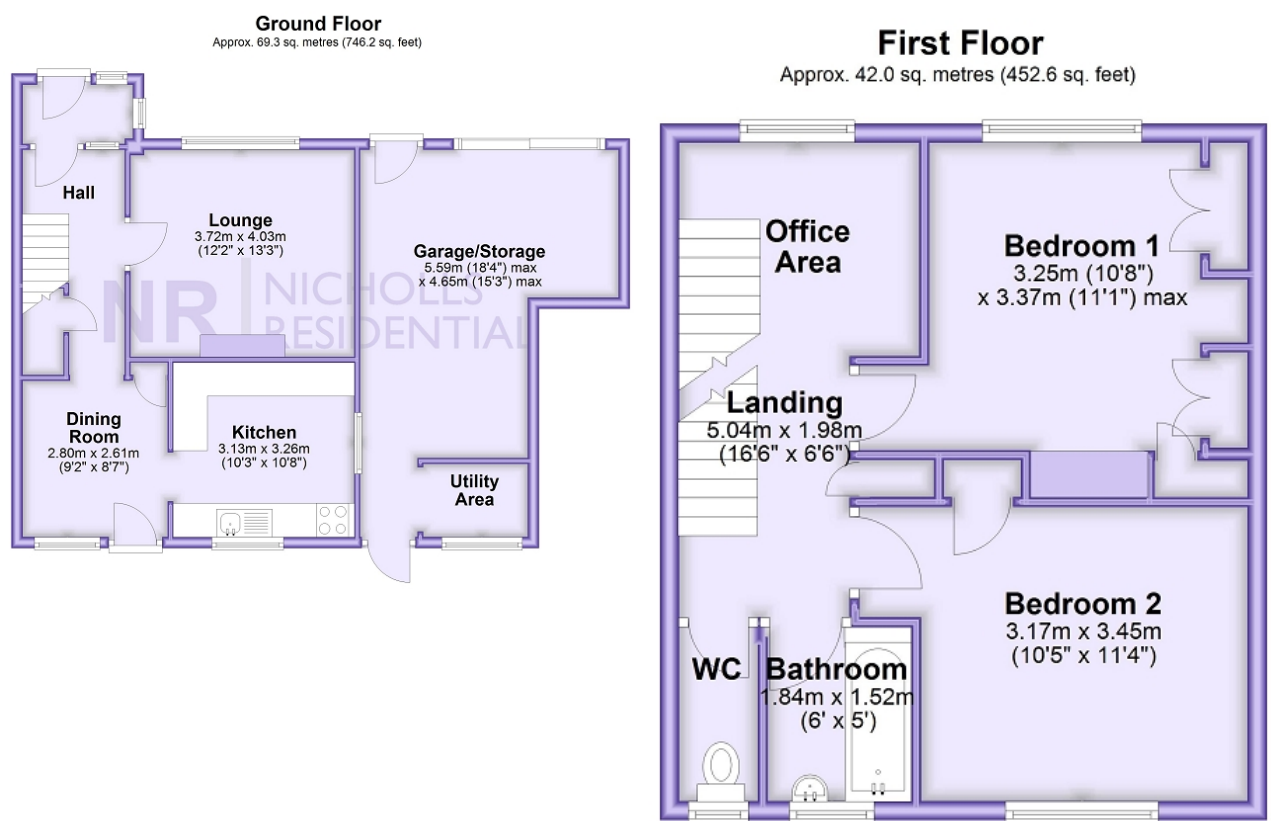 Ground Floor
Approx. 69.3 sq. metres (746.2 sq. feet)
Hall
Lounge
3.72m x 4.03m
(12'2" x 13'3")
Garage/Storage
5.59m (18'4") max
x 4.65m (15'3") max
NR
NICHOLLS
RESIDENTIAL
Dining
Room
2.80m x 2.61m
(9'2" x 8'7")
Kitchen
3.13m x 3.26m
(10'3" x 10'8")
Utility
Area
First Floor
Approx. 42.0 sq. metres (452.6 sq. feet)
Office
Area
Bedroom 1
3.25m (10'8")
x 3.37m (11'1") max
Landing
5.04m x 1.98m
(16'6" x 6'6")
Bedroom 2
3.17m x 3.45m
(10'5" x 11'4")
WC
Bathroom
1.84m x 1.52m
(6' x 5')